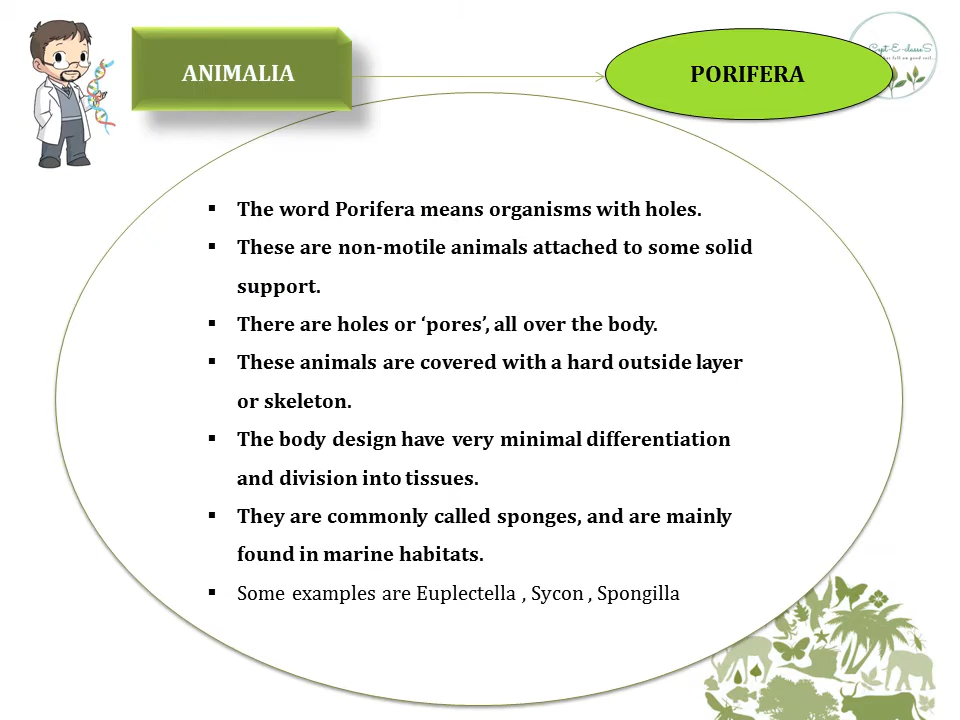 ANIMALIA
PORIFERA
▪ The word Porifera means organisms with holes.
▪ These are non-motile animals attached to some solid
support.
▪ There are holes or ‘pores’, all over the body.
▪ These animals are covered with a hard outside layer
or skeleton.
▪ The body design have very minimal differentiation
and division into tissues.
▪ They are commonly called sponges, and are mainly
found in marine habitats.
▪ Some examples are Euplectella , Sycon , Spongilla